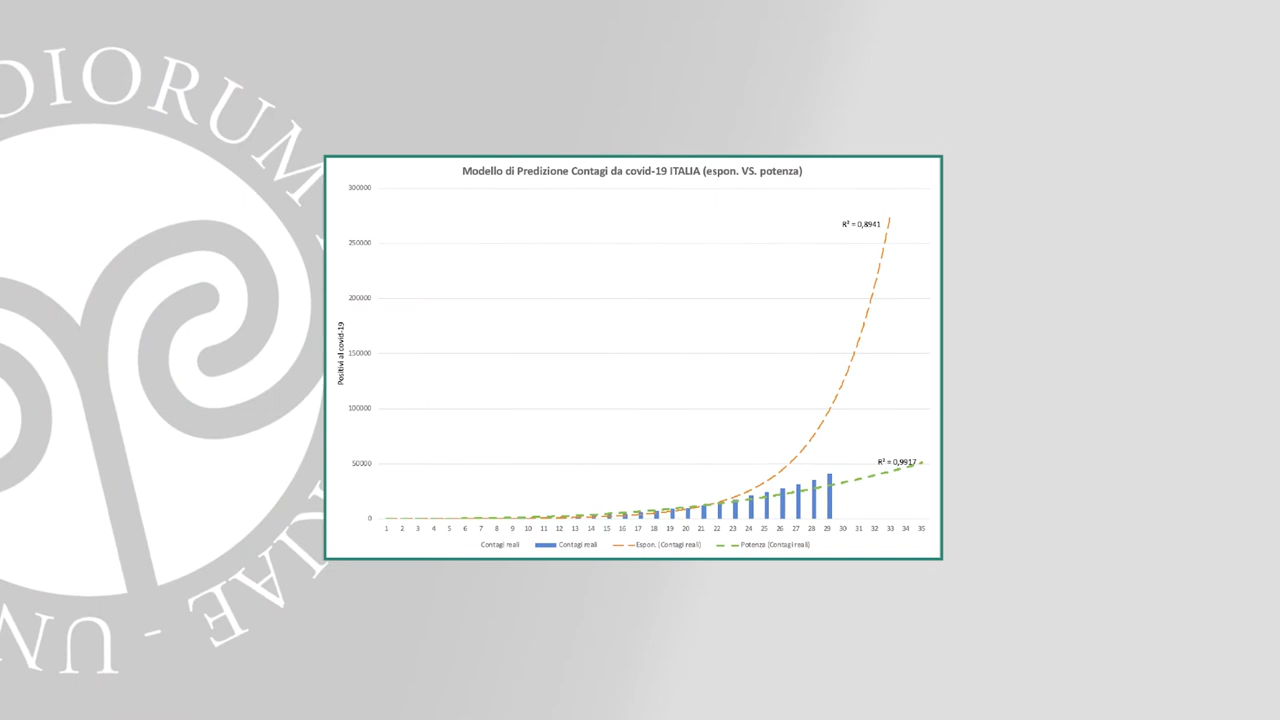 DIORUM
UN
- 
IAE
Modello di Predizione Contagi da covid-19 ITALIA (espon. VS. potenza)
300000
250000
200000
150000
100000
50000
0
Positivi al covid-19
R² = 0,8941
R² = 0,9917
1 2 3 4 5 6 7 8 9 10 11 12 13 14 15 16 17 18 19 20 21 22 23 24 25 26 27 28 29 30 31 32 33 34 35
Contagi reali Contagi reali Espon. (Contagi reali) Potenza (Contagi reali)